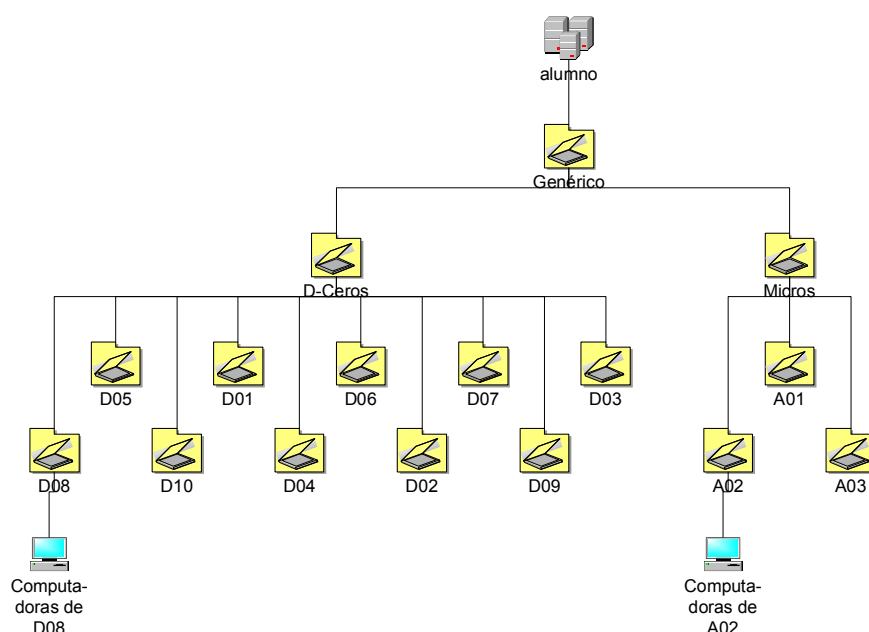 alumno
Genérico
D-Ceros
Micros
D05
D01
D06
D07
D03
A01
D08
D10
D04
D02
D09
A02
A03
Computa-
doras de
D08
Computa-
doras de
A02